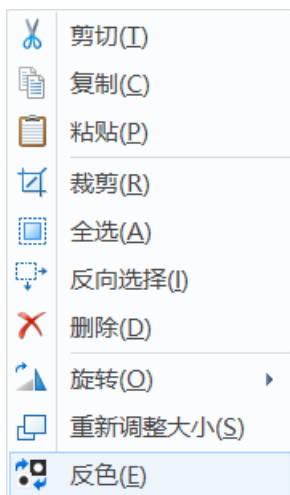 剪切(T)
复制(C)
粘贴(P)
裁剪(R)
全选(A)
反向选择(I)
删除(D)
旋转(O)
重新调整大小(S)
反色(E)